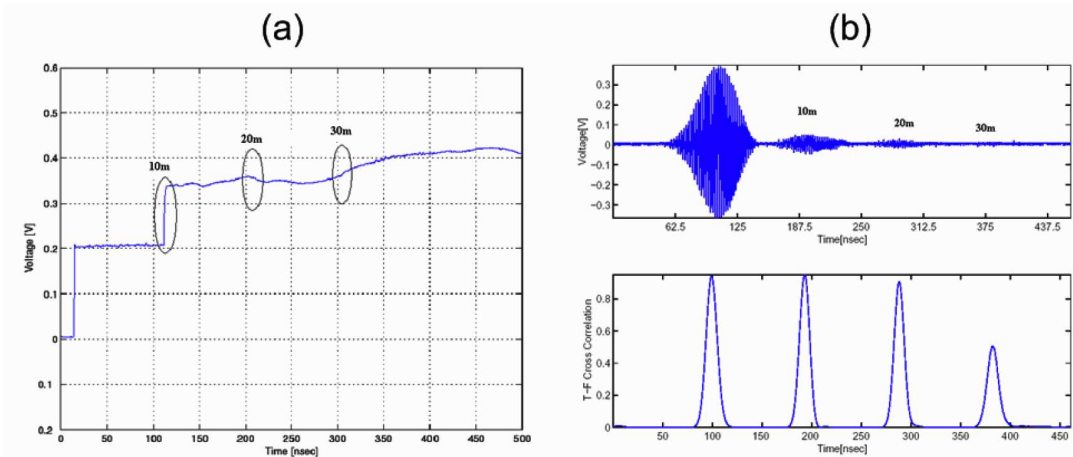 (a)
0.6
0.5
0.4
0.3
0.2
0.1
0
0.1
0.2
Voltage [V]
10m
20m
30m
0 50 100 150 200 250 300 350 400 450 500
Time [nsec]
(b)
0.3
0.2
0.1
0
−0.1
−0.2
−0.3
Voltage[V]
10m
20m
30m
62.5 125 187.5 250 312.5 375 437.5
Time[nsec]
0.8
0.6
0.4
0.2
0
T−F Cross Correlation
50 100 150 200 250 300 350 400 450
Time[nsec]